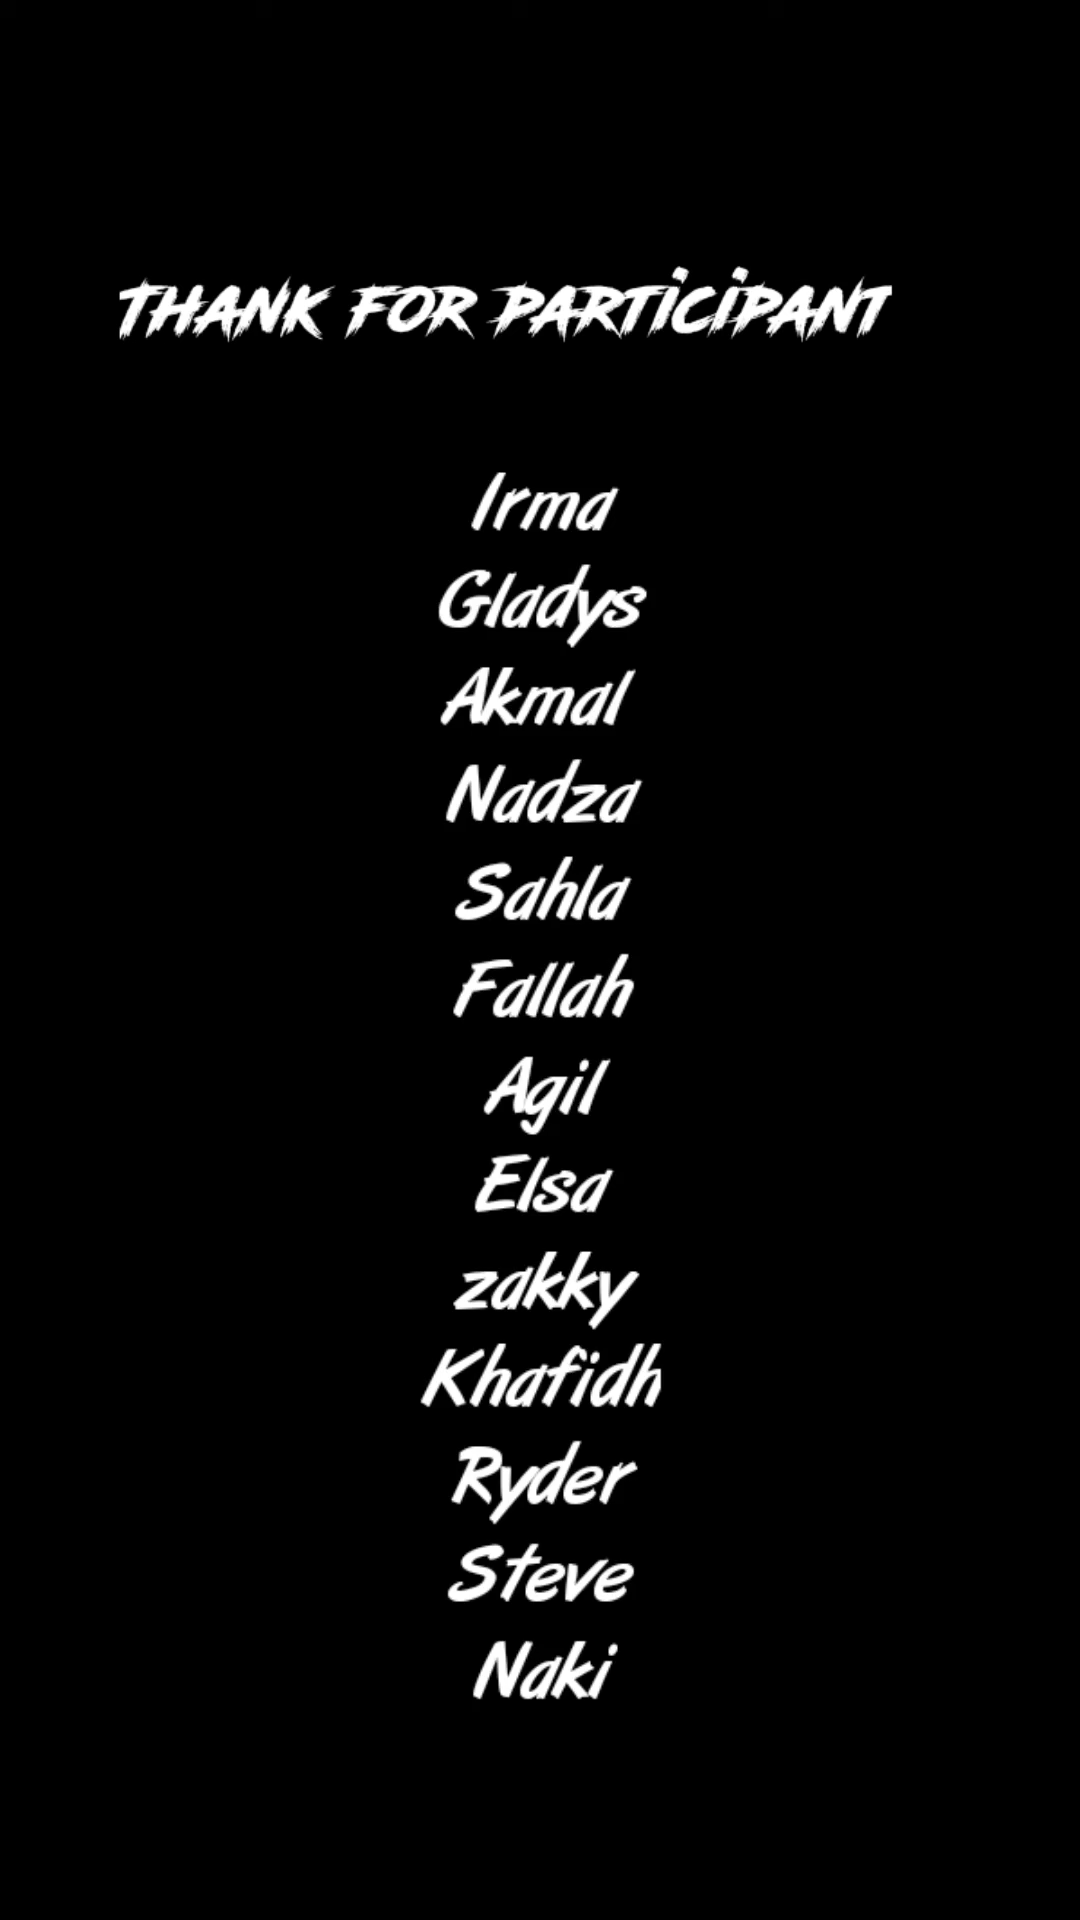 THANK FOR PARTICIPANT
Irma
Gladys
Akmal
Nadza
Sahla
Fallah
Agil
Elsa
zakky
Khafidh
Ryder
Steve
Naki